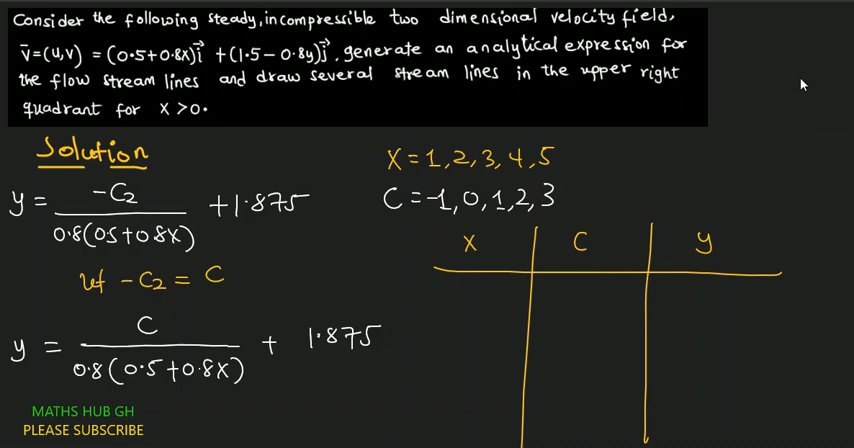 Consider the following steady, incompressible two dimensional velocity field,
v̄=(u,v) = (0.5+0.8x)i⃗ +(1.5-0.8y)j⃗, generate an analytical expression for
the flow stream lines and draw several stream lines in the upper right
quadrant for x >0.
Solution
y = -C₂ / 0.8(0.5+0.8x) +1.875
let -C₂ = C
y = C / 0.8(0.5+0.8x) + 1.875
X = 1, 2, 3, 4, 5
C = -1, 0, 1, 2, 3
X C y
MATHS HUB GH
PLEASE SUBSCRIBE